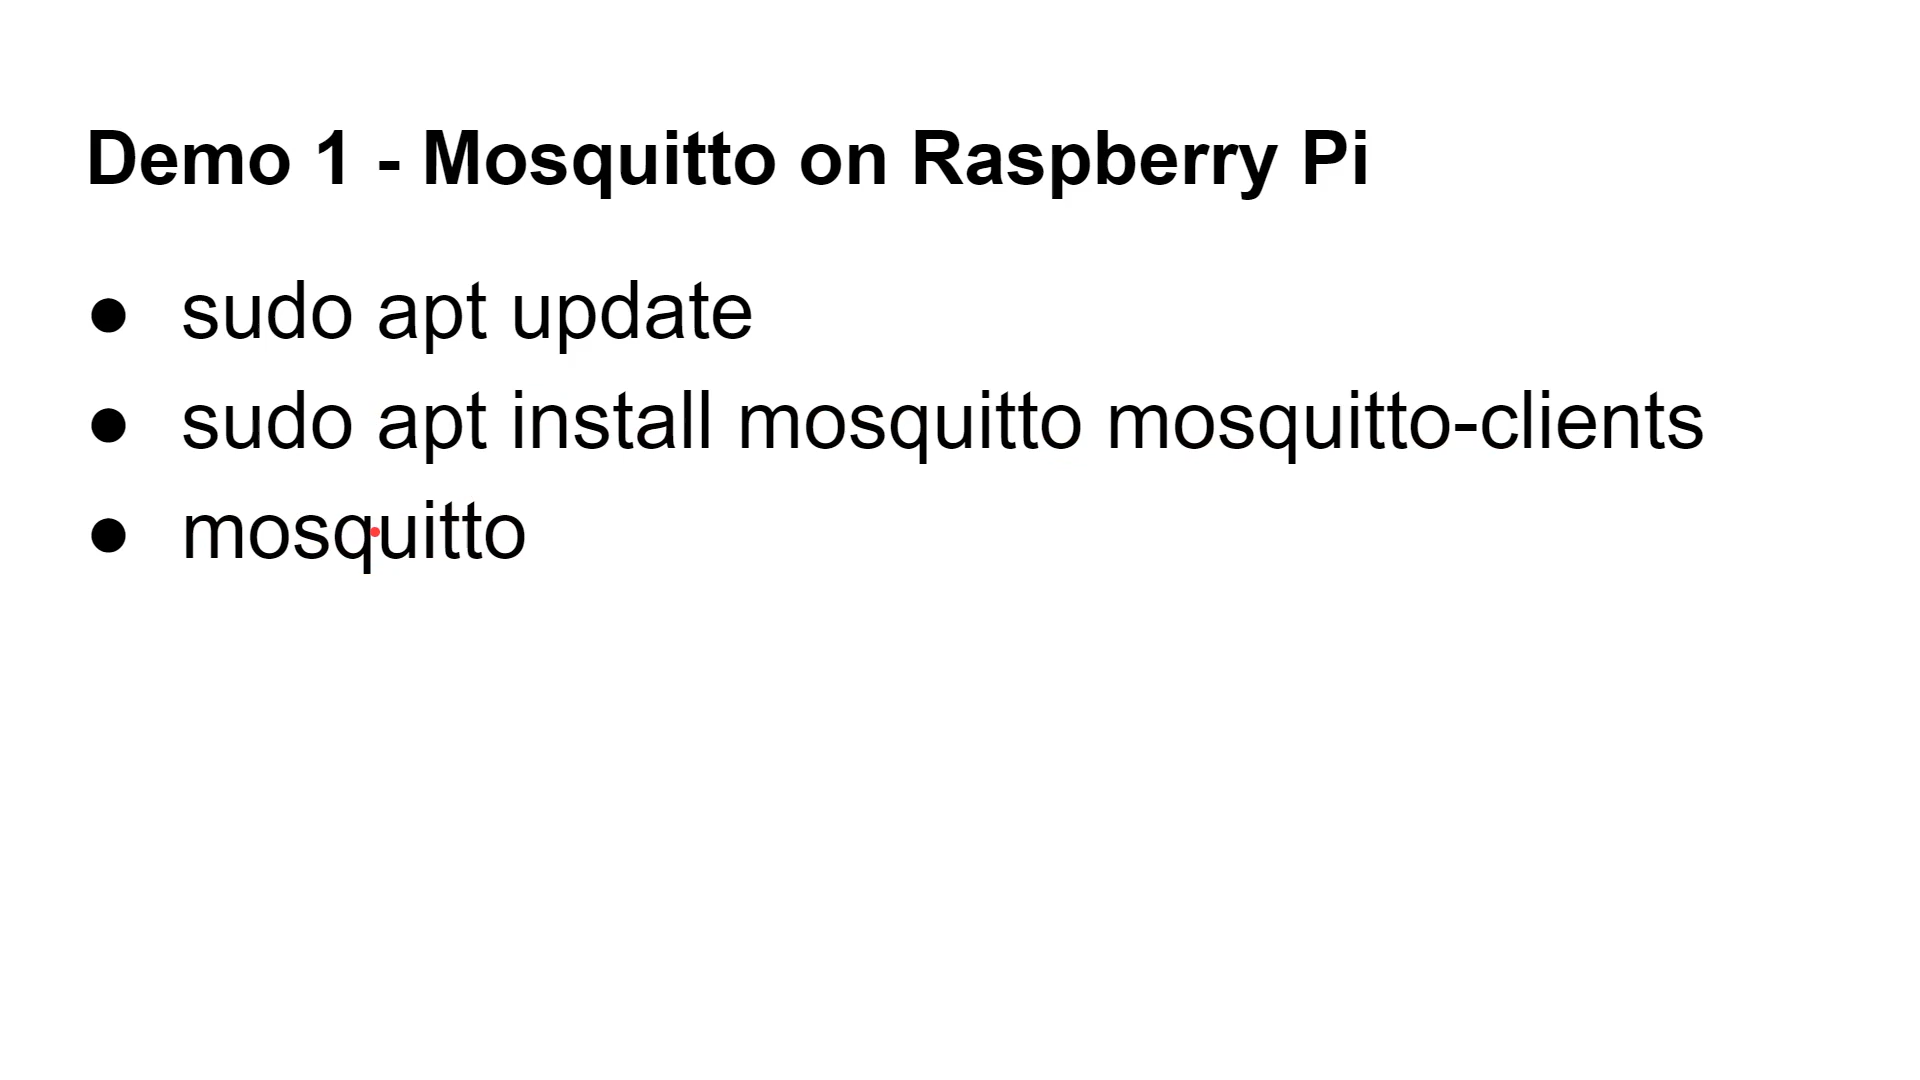 Demo 1 - Mosquitto on Raspberry Pi
● sudo apt update
● sudo apt install mosquitto mosquitto-clients
● mosquitto